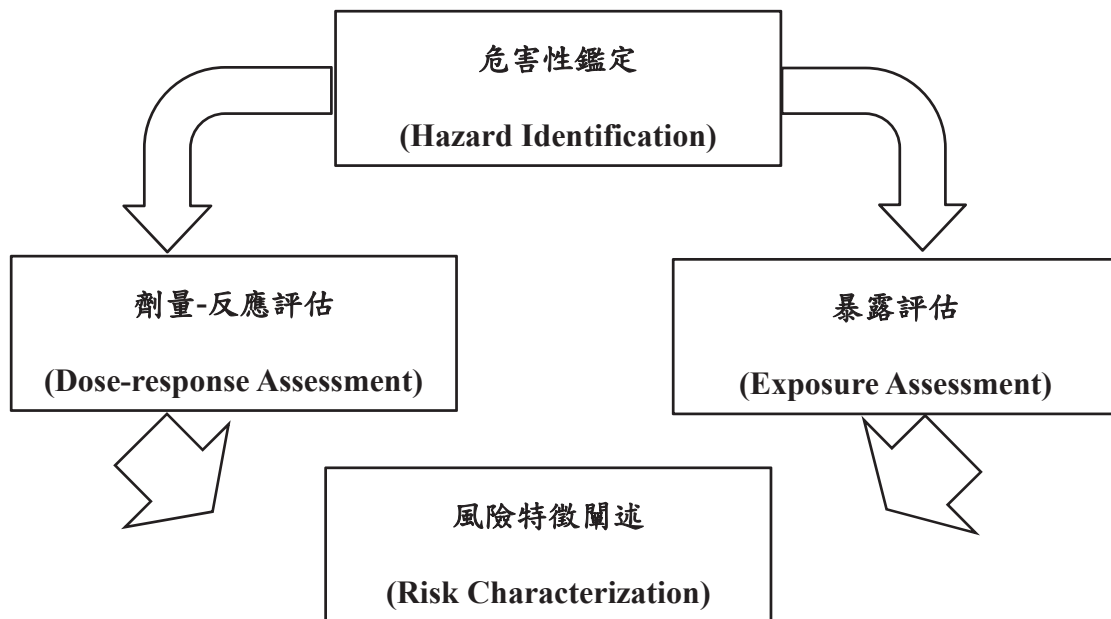 危害性鑑定
(Hazard Identification)
劑量-反應評估
(Dose-response Assessment)
暴露評估
(Exposure Assessment)
風險特徵闡述
(Risk Characterization)